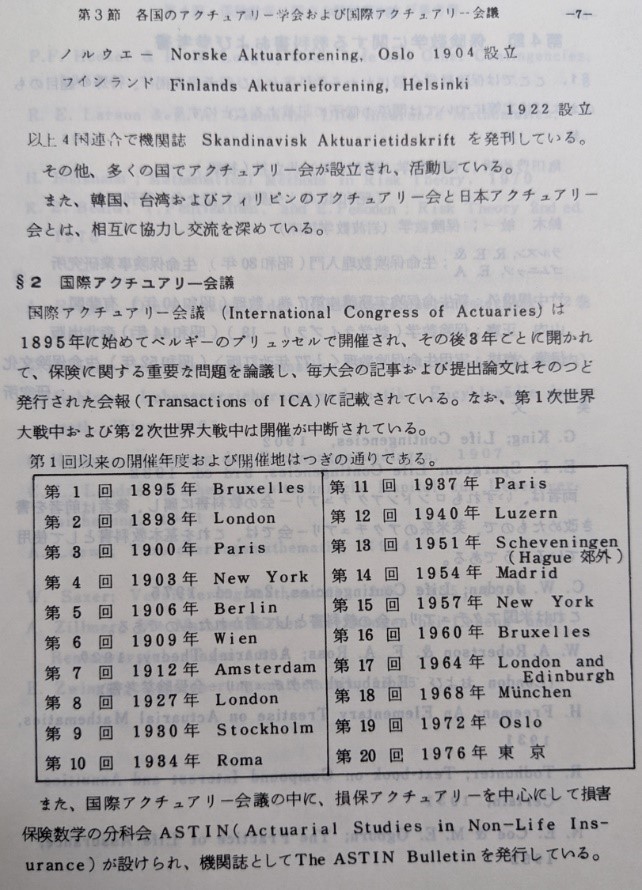 第3節 各国のアクチュアリー学会および国際アクチュアリー会議 -7-
ノルウエー Norske Aktuarforening, Oslo 1904 設立
フインランド Finlands Aktuarieforening, Helsinki
1922 設立
以上4国連合で機関誌 Skandinavisk Aktuarietidskrift を発刊している。
その他、多くの国でアクチュアリー会が設立され、活動している。
また、韓国、台湾およびフィリピンのアクチュアリー会と日本アクチュアリー
会とは、相互に協力し交流を深めている。
§2 国際アクチュアリー会議
国際アクチュアリー会議 (International Congress of Actuaries) は
1895年に始めてベルギーのブリュッセルで開催され、その後3年ごとに開かれ
て、保険に関する重要な問題を論議し、毎大会の記事および提出論文はそのつど
発行された会報(Transactions of ICA)に記載されている。なお、第1次世界
大戦中および第2次世界大戦中は開催が中断されている。
第1回以来の開催年度および開催地はつぎの通りである。
第 1 回 1895年 Bruxelles
第 2 回 1898年 London
第 3 回 1900年 Paris
第 4 回 1903年 New York
第 5 回 1906年 Berlin
第 6 回 1909年 Wien
第 7 回 1912年 Amsterdam
第 8 回 1927年 London
第 9 回 1930年 Stockholm
第10 回 1934年 Roma
第11 回 1937年 Paris
第12 回 1940年 Luzern
第13 回 1951年 Scheveningen
(Hague 郊外)
第14 回 1954年 Madrid
第15 回 1957年 New York
第16 回 1960年 Bruxelles
第17 回 1964年 London and
Edinburgh
第18 回 1968年 München
第19 回 1972年 Oslo
第20 回 1976年 東 京
また、国際アクチュアリー会議の中に、損保アクチュアリーを中心にして損害
保険数学の分科会 ASTIN(Actuarial Studies in Non-Life Ins-
urance)が設けられ、機関誌としてThe ASTIN Bulletinを発行している。